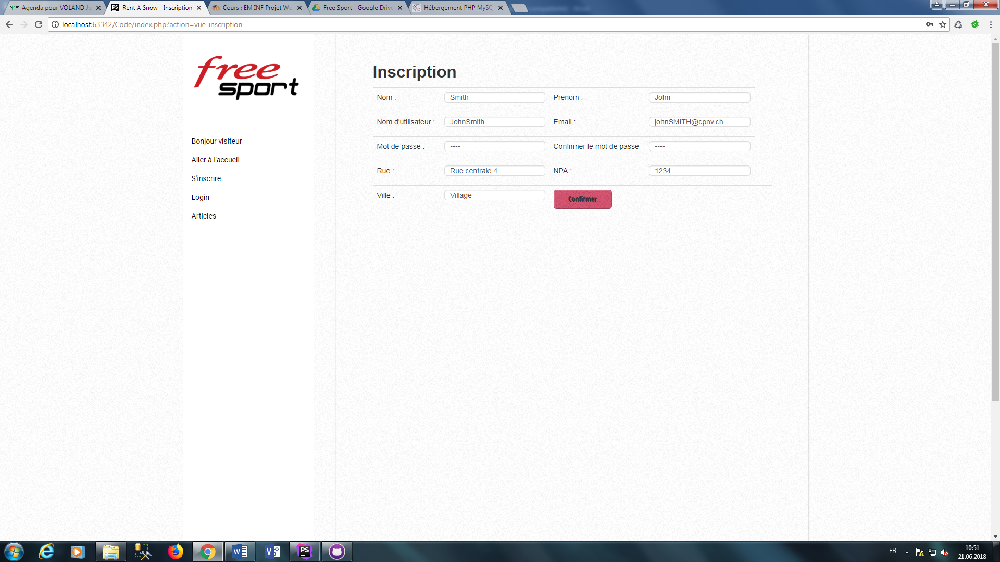 Agenda pour VOLAND Jo
Rent A Snow - Inscription
Cours : EM INF Projet We
Free Sport - Google Drive
Hébergement PHP MySQ
localhost:63342/Code/index.php?action=vue_inscription
free
sport
Inscription
Nom : Smith Prenom : John
Nom d'utilisateur : JohnSmith Email : johnSMITH@cpnv.ch
Mot de passe : •••• Confirmer le mot de passe ••••
Rue : Rue centrale 4 NPA : 1234
Ville : Village Confirmer
Bonjour visiteur
Aller à l'accueil
S'inscrire
Login
Articles
FR
10:51
21.06.2018